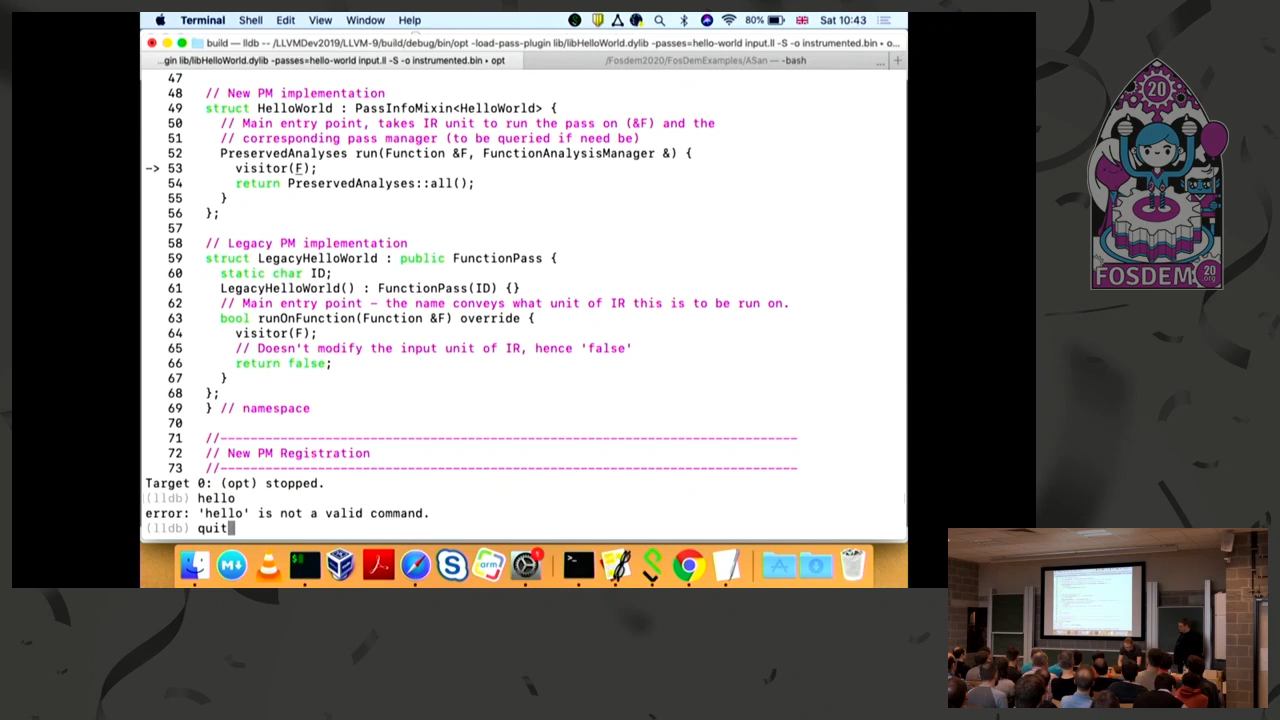 Terminal Shell Edit View Window Help 80% Sat 10:43
build — lldb -- /LLVMDev2019/LLVM-9/build/debug/bin/opt -load-pass-plugin lib/libHelloWorld.dylib -passes=hello-world input.ll -S -o instrumented.bin • o...
...gin lib/libHelloWorld.dylib -passes=hello-world input.ll -S -o instrumented.bin • opt
/Fosdem2020/FosDemExamples/ASan — -bash
47
48 // New PM implementation
49 struct HelloWorld : PassInfoMixin<HelloWorld> {
50 // Main entry point, takes IR unit to run the pass on (&F) and the
51 // corresponding pass manager (to be queried if need be)
52 PreservedAnalyses run(Function &F, FunctionAnalysisManager &) {
-> 53 visitor(F);
54 return PreservedAnalyses::all();
55 }
56 };
57
58 // Legacy PM implementation
59 struct LegacyHelloWorld : public FunctionPass {
60 static char ID;
61 LegacyHelloWorld() : FunctionPass(ID) {}
62 // Main entry point - the name conveys what unit of IR this is to be run on.
63 bool runOnFunction(Function &F) override {
64 visitor(F);
65 // Doesn't modify the input unit of IR, hence 'false'
66 return false;
67 }
68 };
69 } // namespace
70
71 //-----------------------------------------------------------------------------
72 // New PM Registration
73 //-----------------------------------------------------------------------------
Target 0: (opt) stopped.
(lldb) hello
error: 'hello' is not a valid command.
(lldb) quit
M
arm
1
20
FOSDEM
20
.org